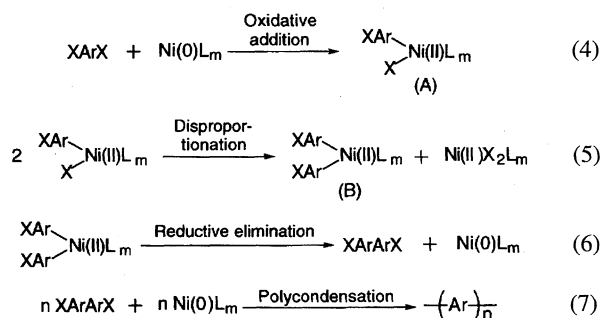 XArX + Ni(0)Lm Oxidative addition XAr X Ni(II)Lm (4)
(A)
2 XAr X Ni(II)Lm Dispropor- tionation XAr XAr Ni(II)Lm + Ni(II)X2Lm (5)
(B)
XAr XAr Ni(II)Lm Reductive elimination XArArX + Ni(0)Lm (6)
n XArArX + n Ni(0)Lm Polycondensation (Ar)n (7)